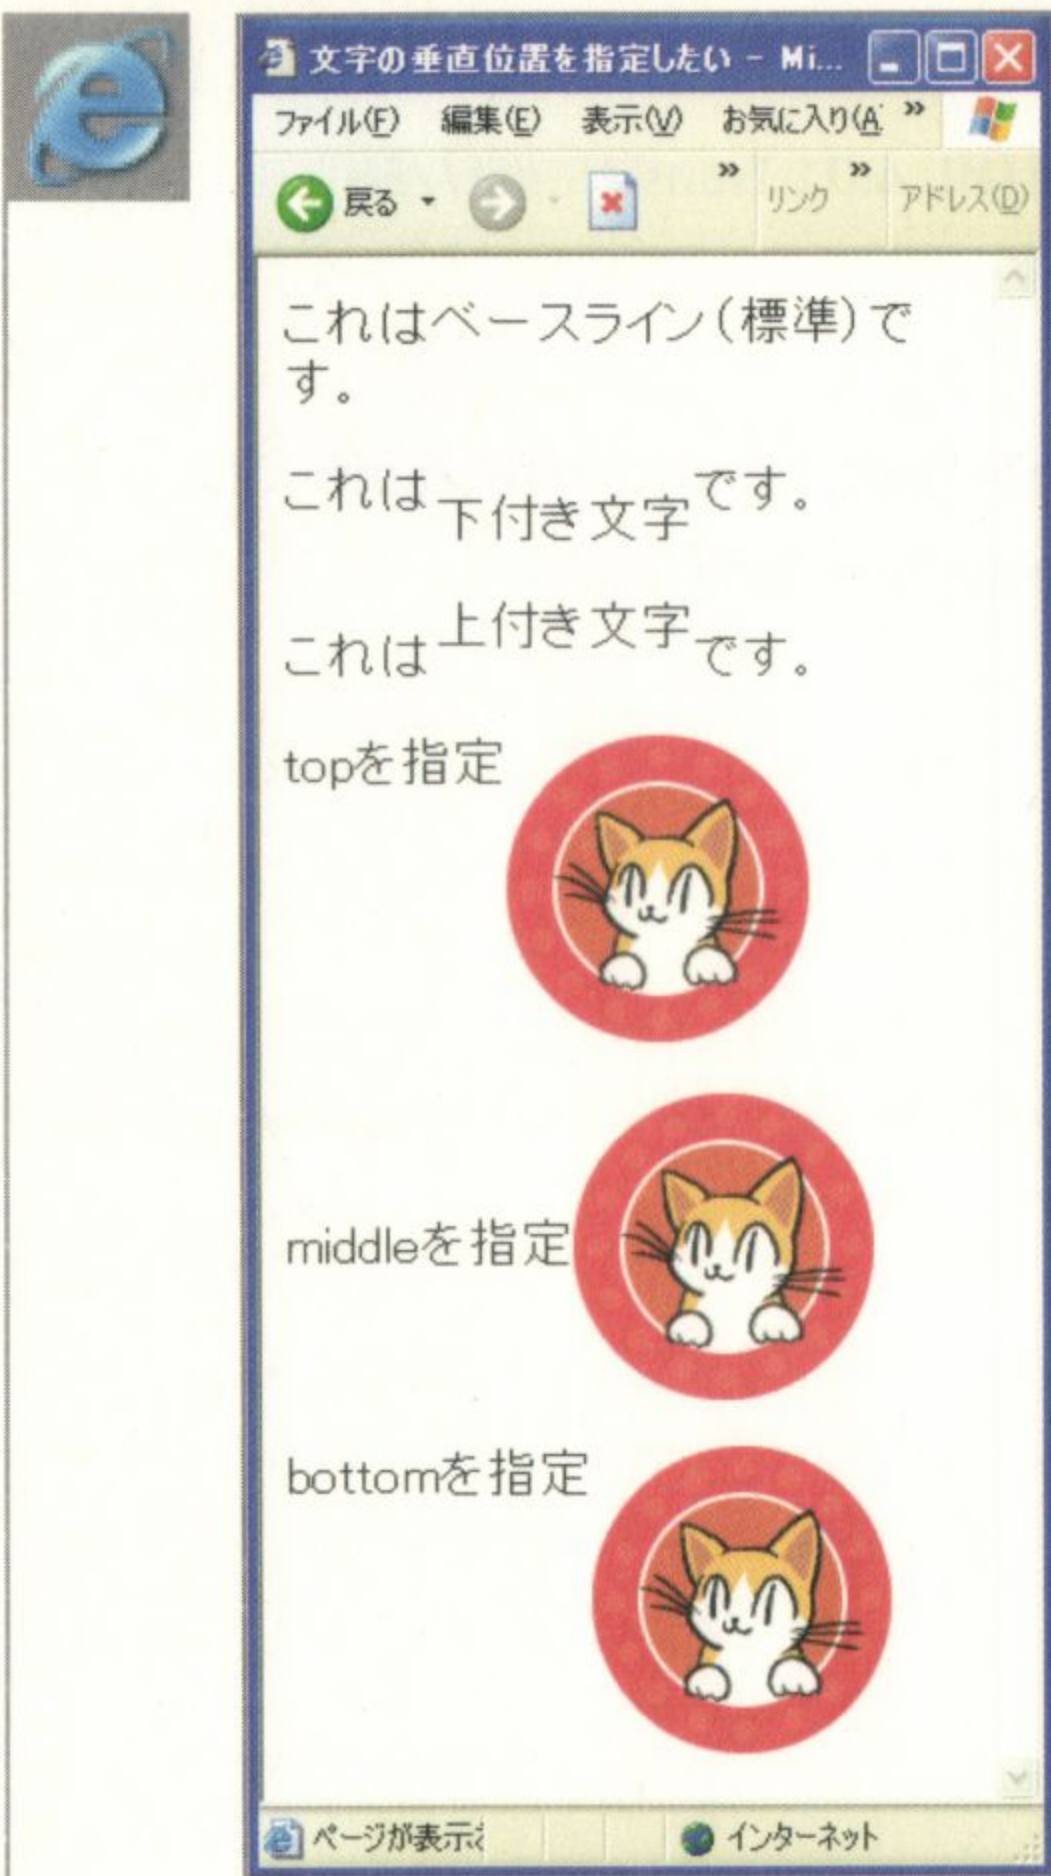 文字の垂直位置を指定したい - Mi...
ファイル(F) 編集(E) 表示(V) お気に入り(A »
戻る » リンク » アドレス(D)
これはベースライン(標準)で
す。
これは下付き文字です。
これは上付き文字です。
topを指定
middleを指定
bottomを指定
ページが表示 インターネット